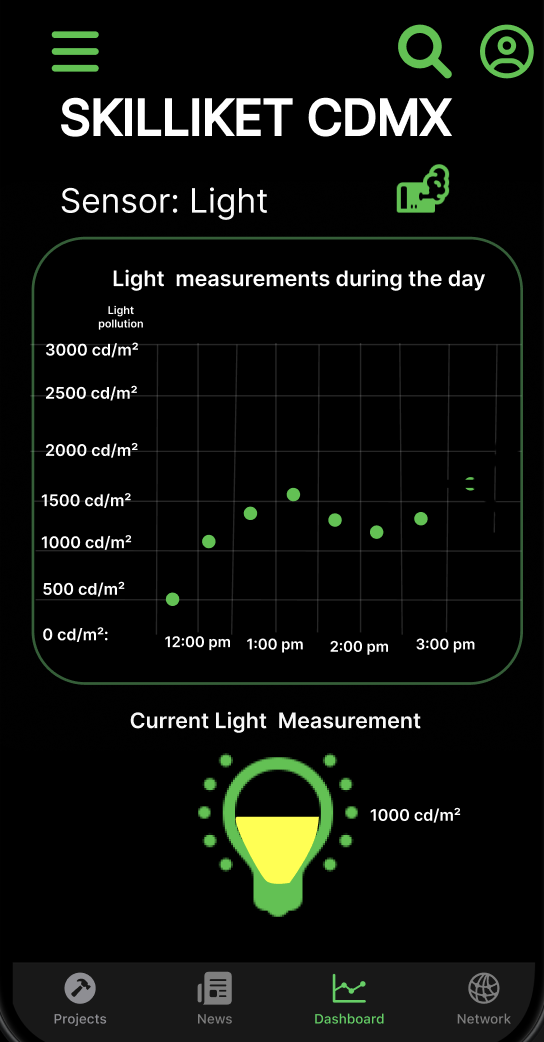 SKILLIKET CDMX
Sensor: Light
Light  measurements during the day
Light
pollution
3000 cd/m²
2500 cd/m²
2000 cd/m²
1500 cd/m²
1000 cd/m²
500 cd/m²
0 cd/m²:
12:00 pm 1:00 pm 2:00 pm 3:00 pm
Current Light  Measurement
1000 cd/m²
Projects News Dashboard Network